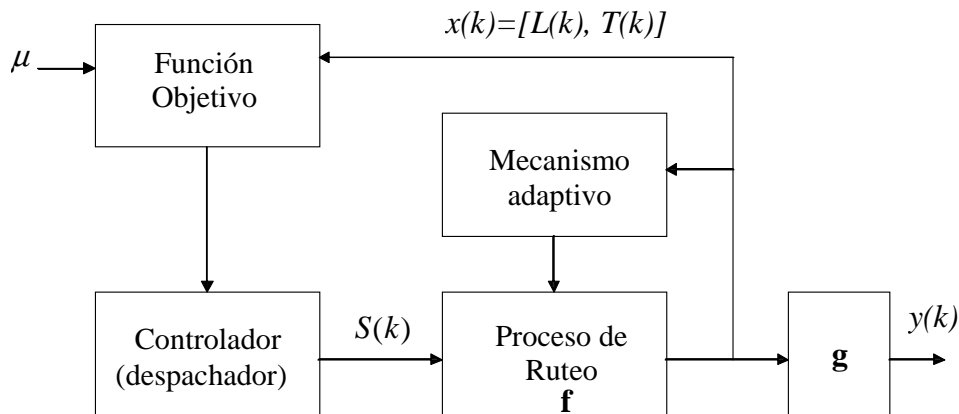 x(k)=[L(k), T(k)]
μ
Función
Objetivo
Mecanismo
adaptivo
Controlador
(despachador)
S(k)
Proceso de
Ruteo
f
g
y(k)